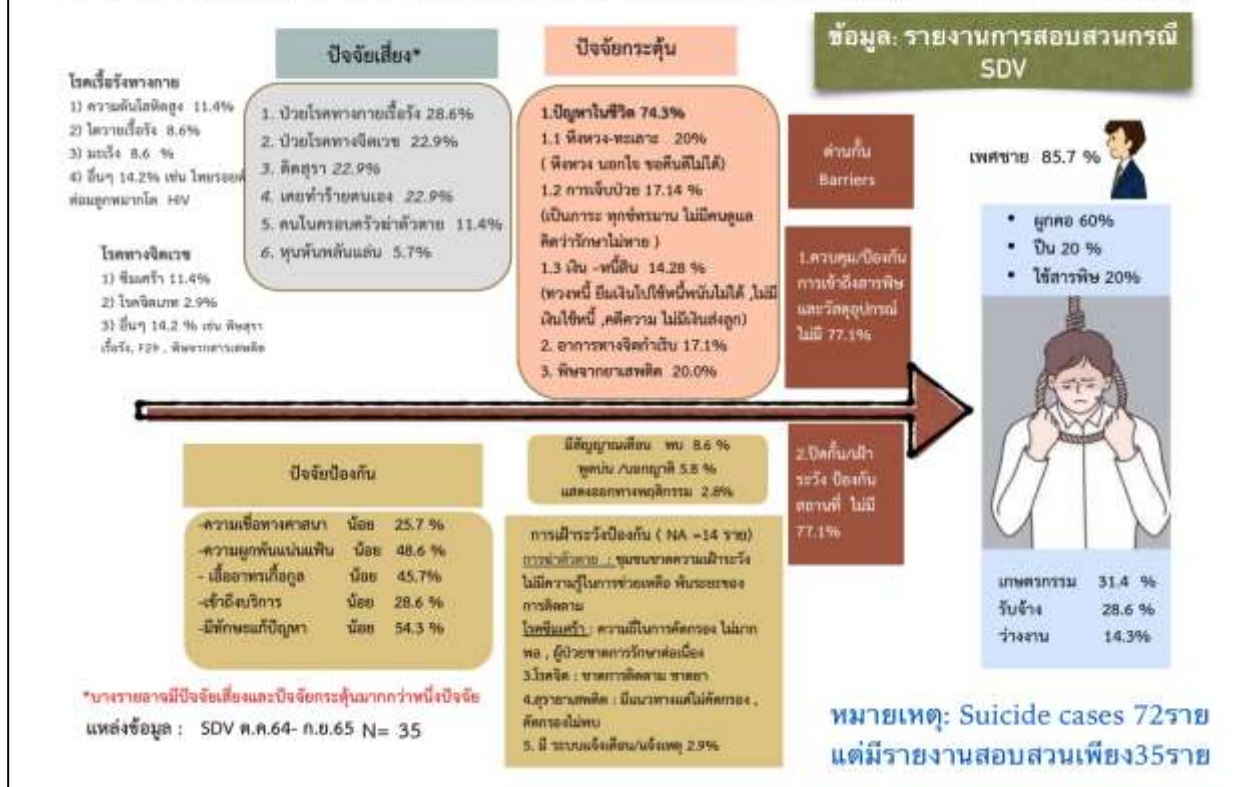 ข้อมูล: รายงานการสอบสวนกรณี
SDV
ปัจจัยเสี่ยง*
ปัจจัยกระตุ้น
โรคเรื้อรังทางกาย
1) ความดันโลหิตสูง 11.4%
2) ไตวายเรื้อรัง 8.6%
3) มะเร็ง 8.6 %
4) อื่นๆ 14.2% เช่น ไทยรอยด์
ต่อมลูกหมากโต HIV
โรคทางจิตเวช
1) ซึมเศร้า 11.4%
2) โรคจิตเภท 2.9%
3) อื่นๆ 14.2 % เช่น พิษสุรา
เรื้อรัง, F29 , พิษจากสารเสพติด
1. ป่วยโรคทางกายเรื้อรัง 28.6%
2. ป่วยโรคทางจิตเวช 22.9%
3. ติดสุรา 22.9%
4. เคยทำร้ายตนเอง 22.9%
5. คนในครอบครัวฆ่าตัวตาย 11.4%
6. หุนหันพลันแล่น 5.7%
1.ปัญหาในชีวิต 74.3%
1.1 หึงหวง-ทะเลาะ 20%
( หึงหวง นอกใจ ขอคืนดีไม่ได้)
1.2 การเจ็บป่วย 17.14 %
(เป็นภาระ ทุกข์ทรมาน ไม่มีคนดูแล
คิดว่ารักษาไม่หาย )
1.3 เงิน -หนี้สิน 14.28 %
(ทวงหนี้ ยืมเงินไปใช้หนี้พนันไม่ได้ ,ไม่มี
เงินใช้หนี้ ,คดีความ ไม่มีเงินส่งลูก)
2. อาการทางจิตกำเริบ 17.1%
3. พิษจากยาเสพติด 20.0%
ด่านกั้น
Barriers
1.ควบคุม/ป้องกัน
การเข้าถึงสารพิษ
และวัสดุอุปกรณ์
ไม่มี 77.1%
เพศชาย 85.7 %
• ผูกคอ 60%
• ปืน 20 %
• ใช้สารพิษ 20%
ปัจจัยป้องกัน
-ความเชื่อทางศาสนา น้อย 25.7 %
-ความผูกพันแน่นแฟ้น น้อย 48.6 %
- เอื้ออาทรเกื้อกูล น้อย 45.7%
-เข้าถึงบริการ น้อย 28.6 %
-มีทักษะแก้ปัญหา น้อย 54.3 %
มีสัญญาณเตือน พบ 8.6 %
พูดบ่น /บอกญาติ 5.8 %
แสดงออกทางพฤติกรรม 2.8%
2.ปิดกั้น/เฝ้า
ระวัง ป้องกัน
สถานที่ ไม่มี
77.1%
การเฝ้าระวังป้องกัน ( NA =14 ราย)
การฆ่าตัวตาย : ชุมชนขาดความเฝ้าระวัง
ไม่มีความรู้ในการช่วยเหลือ พ้นระยะของ
การติดตาม
โรคซึมเศร้า : ความถี่ในการคัดกรอง ไม่มาก
พอ , ผู้ป่วยขาดการรักษาต่อเนื่อง
3.โรคจิต : ขาดการติดตาม ขาดยา
4.สุรายาเสพติด : มีแนวทางแต่ไม่คัดกรอง ,
คัดกรองไม่พบ
5. มี ระบบแจ้งเตือน/แจ้งเหตุ 2.9%
เกษตรกรรม 31.4 %
รับจ้าง 28.6 %
ว่างงาน 14.3%
*บางรายอาจมีปัจจัยเสี่ยงและปัจจัยกระตุ้นมากกว่าหนึ่งปัจจัย
แหล่งข้อมูล : SDV ต.ค.64- ก.ย.65 N= 35
หมายเหตุ: Suicide cases 72ราย
แต่มีรายงานสอบสวนเพียง35ราย